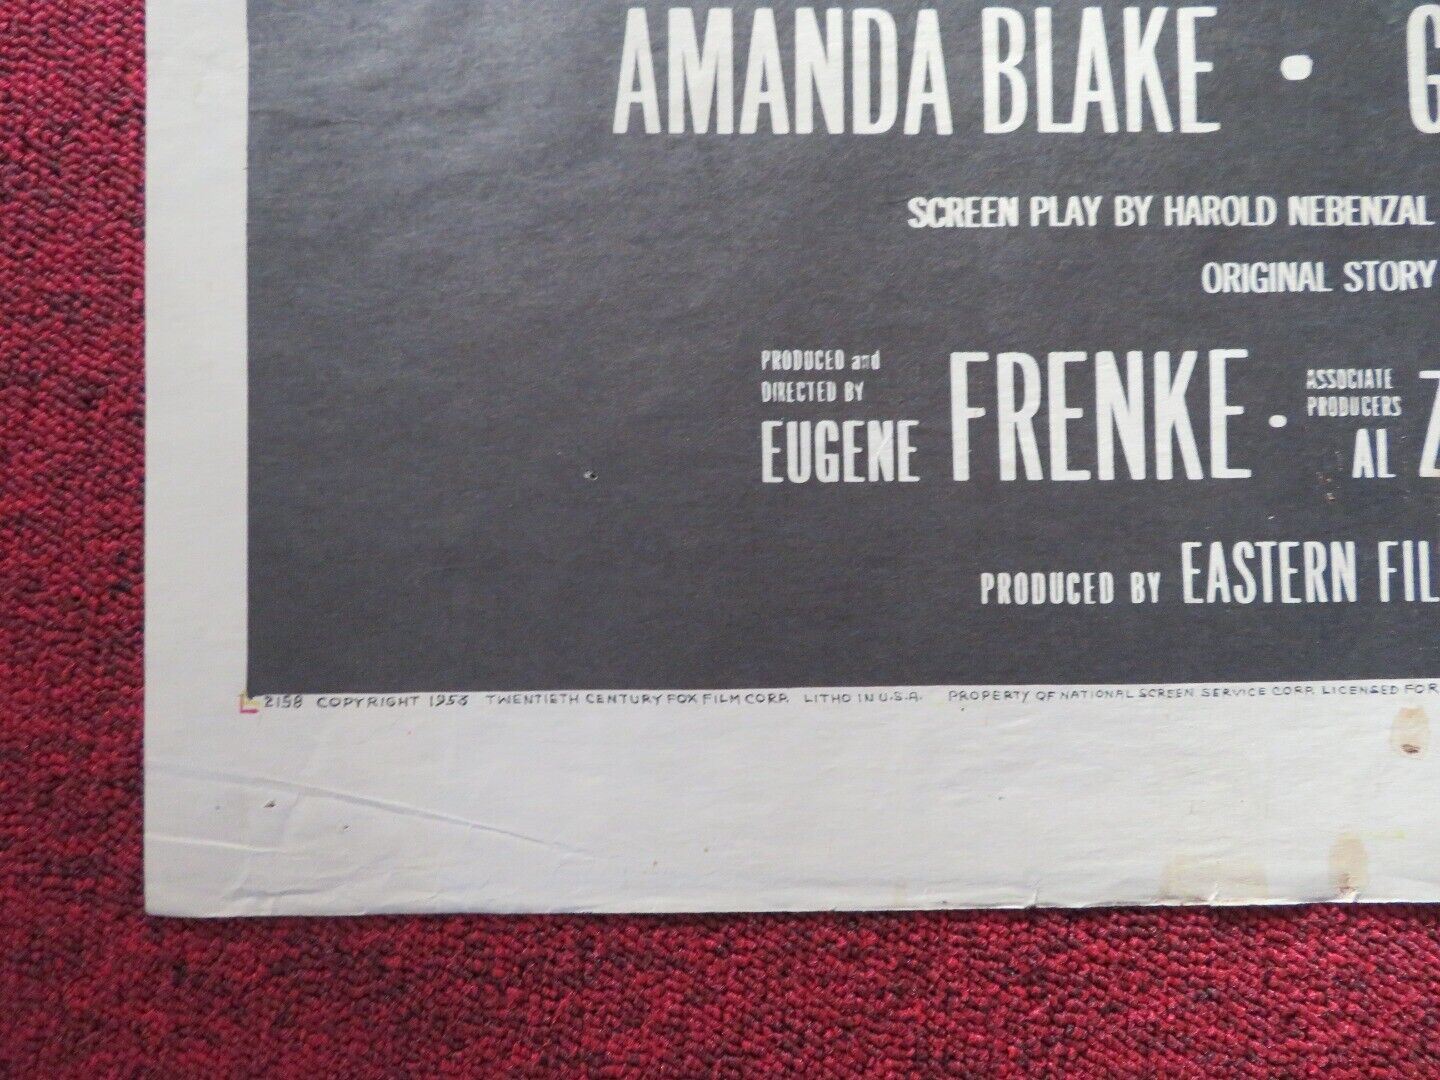 AMANDA BLAKE • G
SCREEN PLAY BY HAROLD NEBENZAL
ORIGINAL STORY
PRODUCED and
DIRECTED BY
EUGENE FRENKE • ASSOCIATE PRODUCERS AL Z
PRODUCED BY EASTERN FIL
2158 COPYRIGHT 1953 TWENTIETH CENTURY FOX FILM CORP. LITHO IN U.S.A. PROPERTY OF NATIONAL SCREEN SERVICE CORP. LICENSED FOR